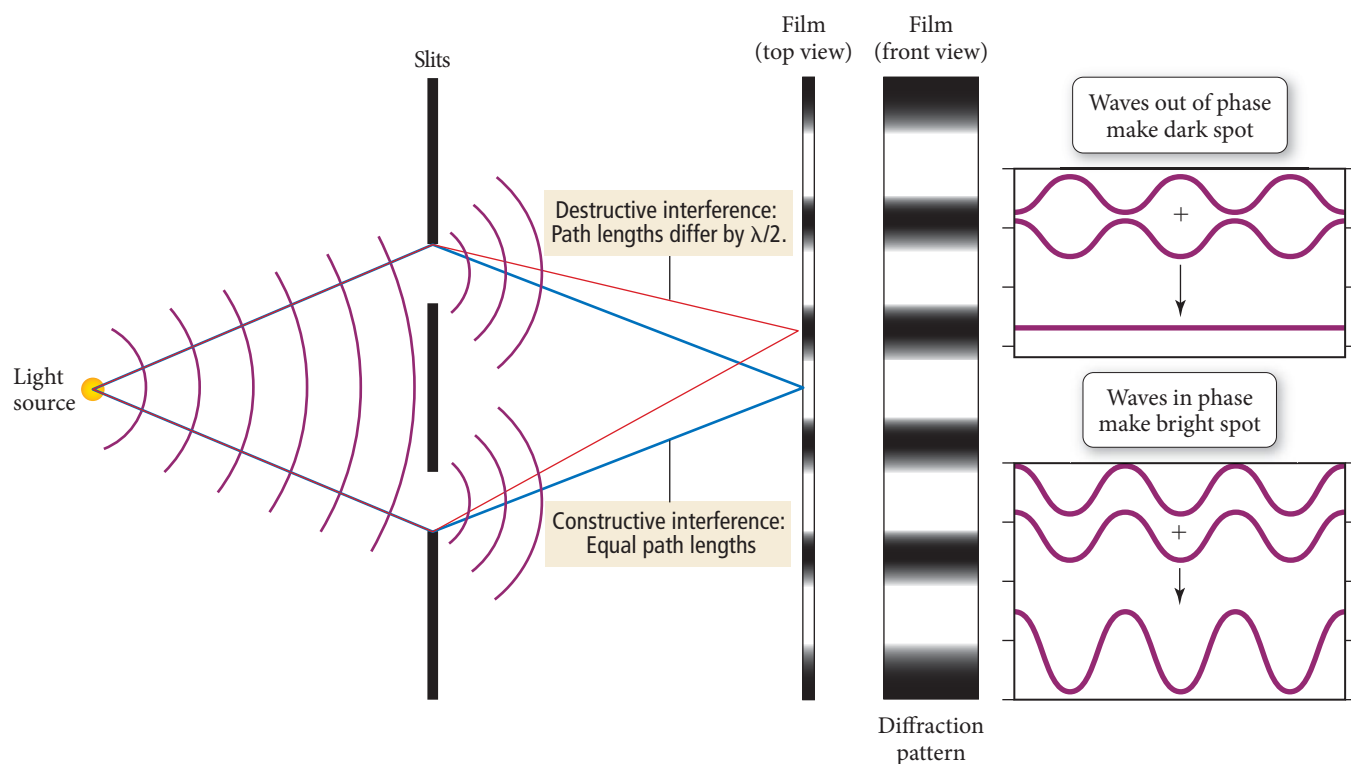 Slits
Film
(top view)
Film
(front view)
Waves out of phase
make dark spot
Destructive interference:
Path lengths differ by λ/2.
+
Light
source
Waves in phase
make bright spot
Constructive interference:
Equal path lengths
+
Diffraction
pattern